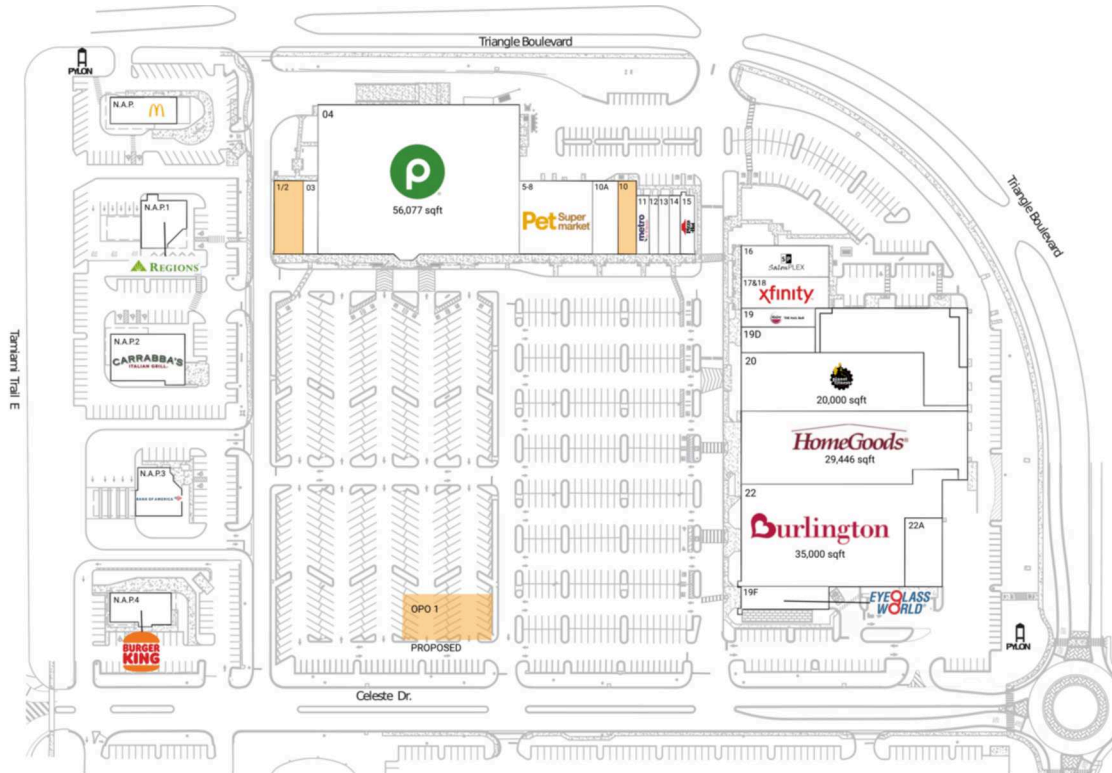 Triangle Boulevard
PYLON
N.A.P.
04
56,077 sqft
1/2
03
5-8
Pet Super
market
10A
10
11
12
13
14
15
metro
N.A.P.1
REGIONS
Triangle Boulevard
16
SalonPLEX
17&18
xfinity
19
19D
Tamiami Trail E
N.A.P.2
CARRABBA'S
ITALIAN GRILL
20
20,000 sqft
HomeGoods
29,446 sqft
N.A.P.3
BANK OF AMERICA
22
Burlington
35,000 sqft
22A
19F
EYEGLASS
WORLD
N.A.P.4
BURGER
KING
OPO 1
PROPOSED
PYLON
Celeste Dr.